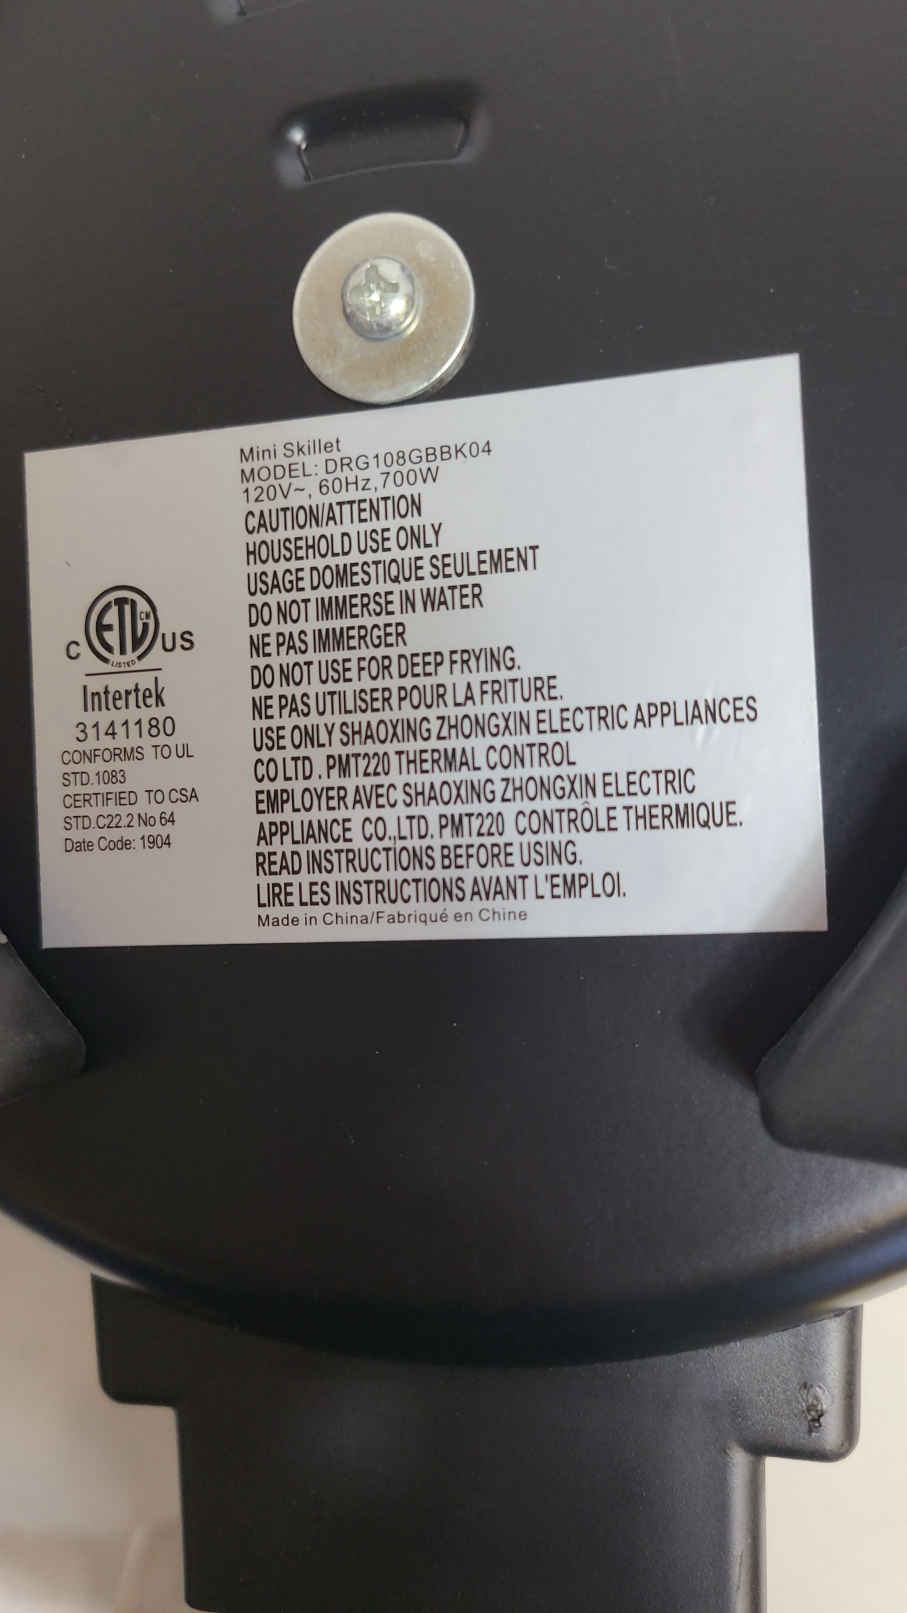 Mini Skillet
MODEL: DRG108GBBK04
120V~, 60Hz,700W
CAUTION/ATTENTION
HOUSEHOLD USE ONLY
USAGE DOMESTIQUE SEULEMENT
DO NOT IMMERSE IN WATER
NE PAS IMMERGER
DO NOT USE FOR DEEP FRYING.
NE PAS UTILISER POUR LA FRITURE.
USE ONLY SHAOXING ZHONGXIN ELECTRIC APPLIANCES
CO LTD . PMT220 THERMAL CONTROL
EMPLOYER AVEC SHAOXING ZHONGXIN ELECTRIC
APPLIANCE CO.,LTD. PMT220 CONTRÔLE THERMIQUE.
READ INSTRUCTIONS BEFORE USING.
LIRE LES INSTRUCTIONS AVANT L'EMPLOI.
Made in China/Fabriqué en Chine
C ETL CM US
LISTED
Intertek
3141180
CONFORMS TO UL
STD.1083
CERTIFIED TO CSA
STD.C22.2 No 64
Date Code: 1904